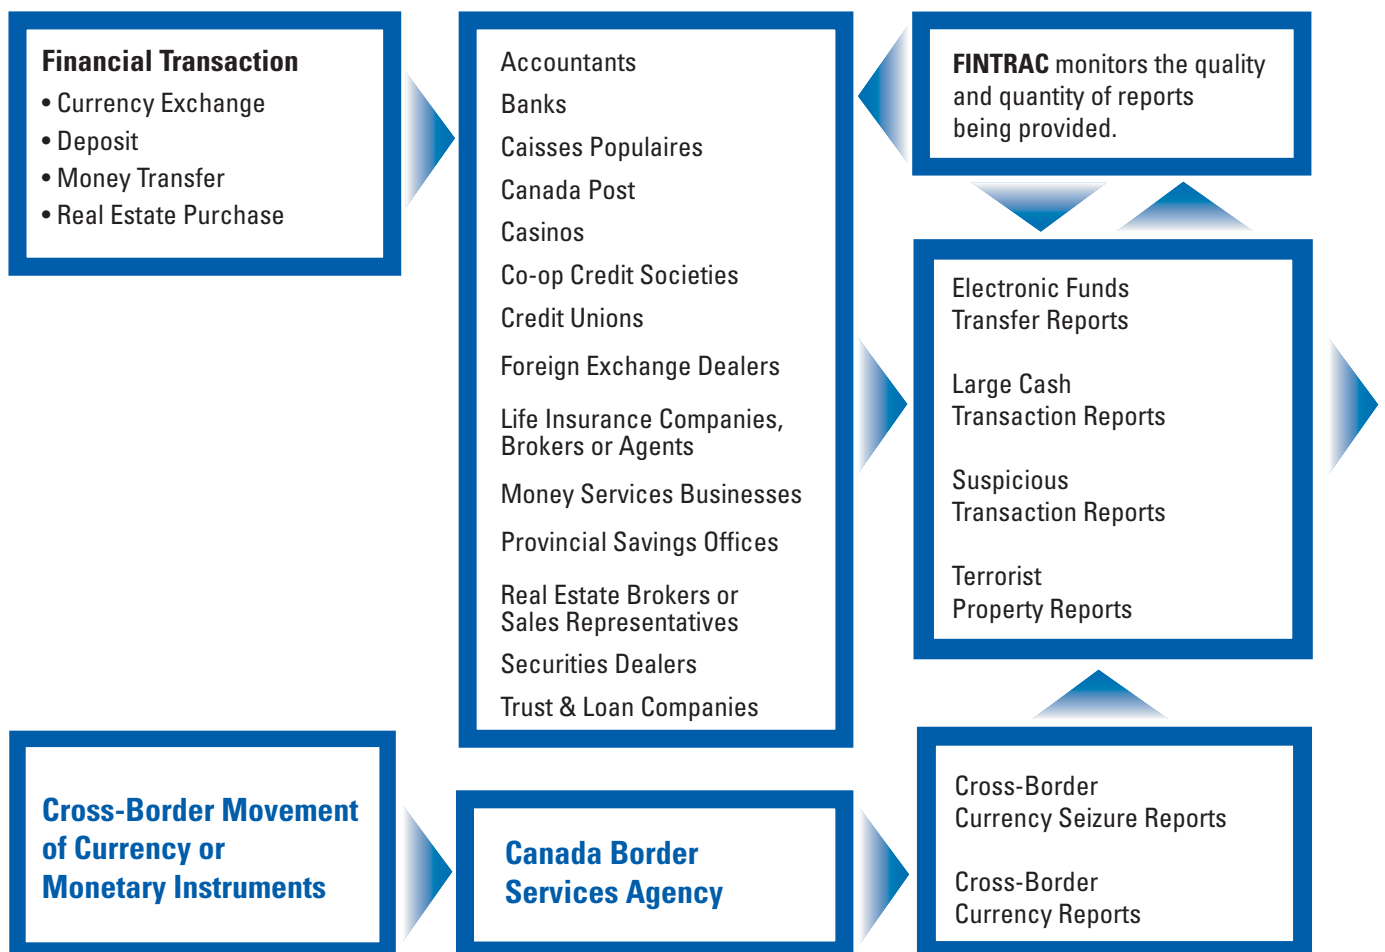 Financial Transaction
• Currency Exchange
• Deposit
• Money Transfer
• Real Estate Purchase
Accountants
Banks
Caisses Populaires
Canada Post
Casinos
Co-op Credit Societies
Credit Unions
Foreign Exchange Dealers
Life Insurance Companies,
Brokers or Agents
Money Services Businesses
Provincial Savings Offices
Real Estate Brokers or
Sales Representatives
Securities Dealers
Trust & Loan Companies
FINTRAC monitors the quality
and quantity of reports
being provided.
Electronic Funds
Transfer Reports
Large Cash
Transaction Reports
Suspicious
Transaction Reports
Terrorist
Property Reports
Cross-Border Movement
of Currency or
Monetary Instruments
Canada Border
Services Agency
Cross-Border
Currency Seizure Reports
Cross-Border
Currency Reports